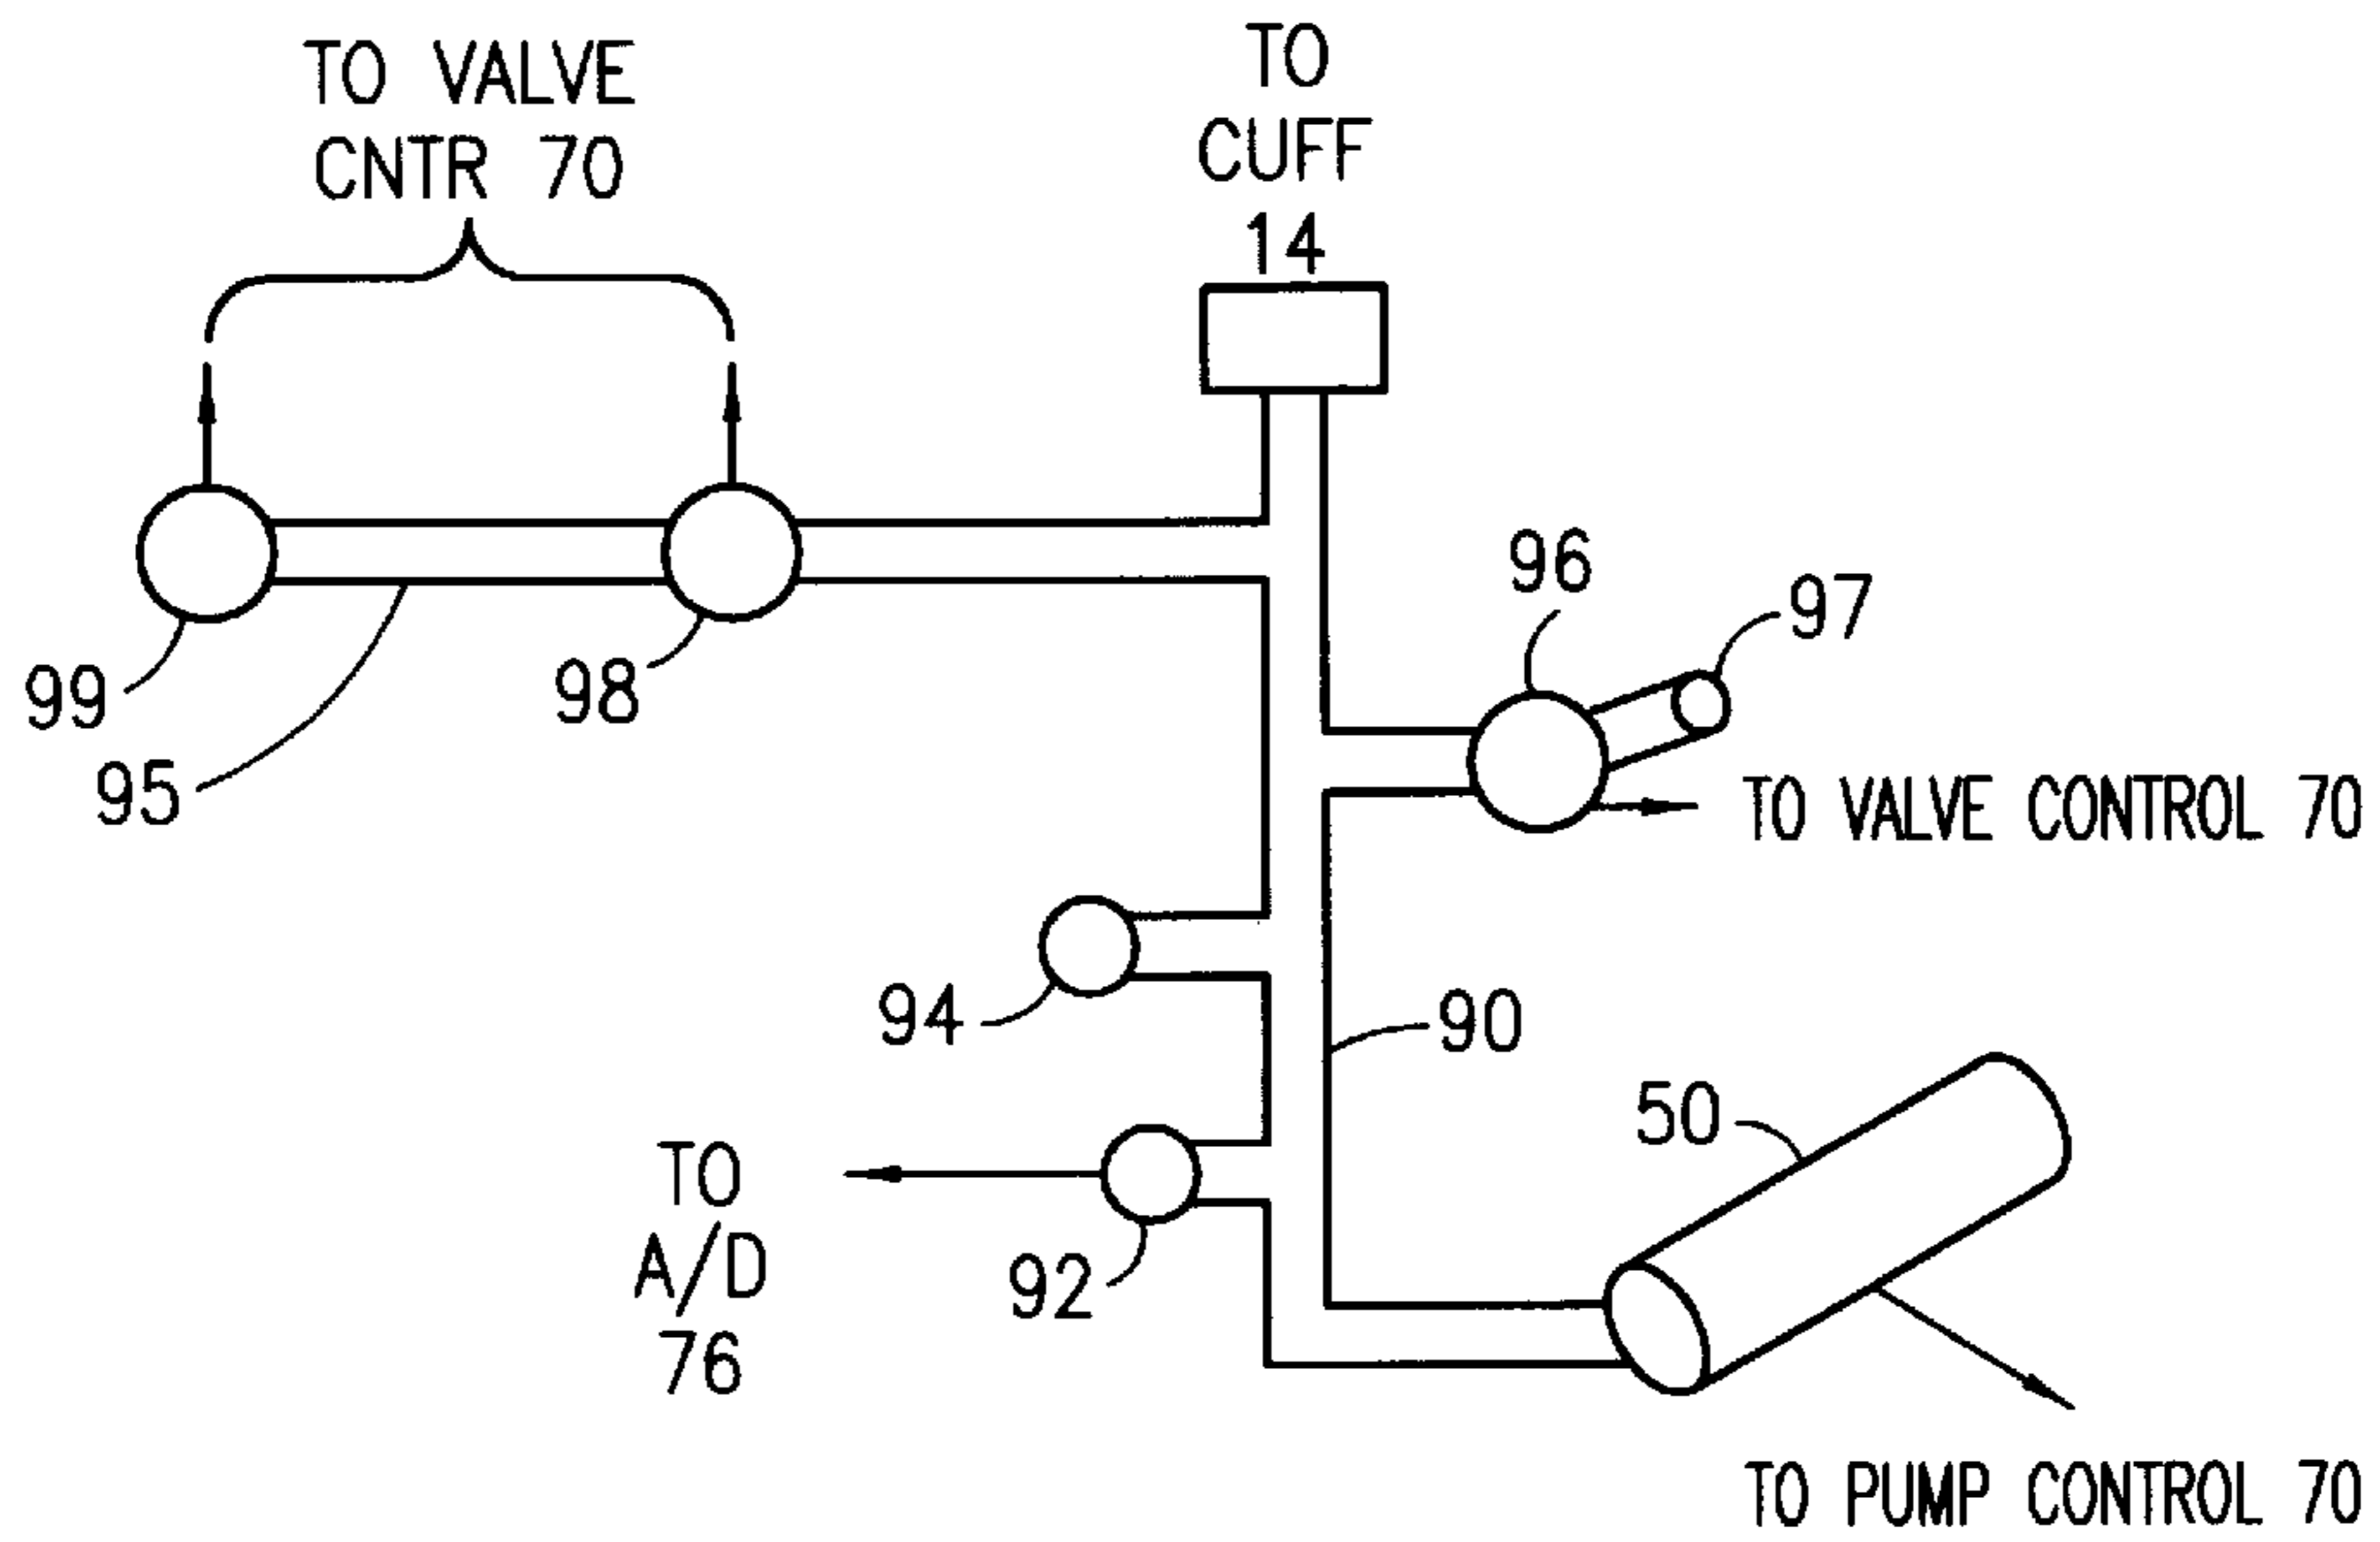 TO VALVE
CNTR 70
TO
CUFF
14
96
97
99
98
95
TO VALVE CONTROL 70
94
90
50
TO
A/D
76
92
TO PUMP CONTROL 70